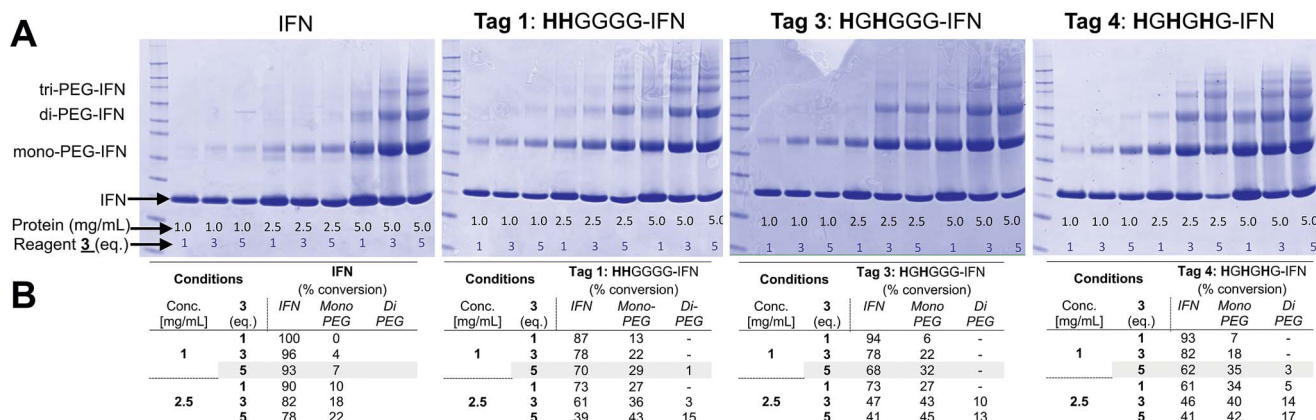 A
IFN
Tag 1: HHGGGG-IFN
Tag 3: HGHGGG-IFN
Tag 4: HGHGHG-IFN
tri-PEG-IFN
di-PEG-IFN
mono-PEG-IFN
IFN
Protein (mg/mL) 1.0 1.0 1.0 2.5 2.5 2.5 5.0 5.0 5.0 1.0 1.0 1.0 2.5 2.5 2.5 5.0 5.0 5.0 1.0 1.0 1.0 2.5 2.5 2.5 5.0 5.0 5.0 1.0 1.0 1.0 2.5 2.5 2.5 5.0 5.0 5.0
Reagent 3 (eq.) 1 3 5 1 3 5 1 3 5 1 3 5 1 3 5 1 3 5 1 3 5 1 3 5 1 3 5 1 3 5 1 3 5 1 3 5
B
Conditions IFN
(% conversion)
Conc. 3 IFN Mono Di
[mg/mL] (eq.) PEG PEG
1 100 0
1 3 96 4
5 93 7
1 90 10
2.5 3 82 18
5 78 22
Conditions Tag 1: HHGGGG-IFN
(% conversion)
Conc. 3 IFN Mono- Di-
[mg/mL] (eq.) PEG PEG
1 87 13 -
1 3 78 22 -
5 70 29 1
1 73 27 -
2.5 3 61 36 3
5 39 43 15
Conditions Tag 3: HGHGGG-IFN
(% conversion)
Conc. 3 IFN Mono Di
[mg/mL] (eq.) PEG PEG
1 94 6 -
1 3 78 22 -
5 68 32 -
1 73 27 -
2.5 3 47 43 10
5 41 45 13
Conditions Tag 4: HGHGHG-IFN
(% conversion)
Conc. 3 IFN Mono Di
[mg/mL] (eq.) PEG PEG
1 93 7 -
1 3 82 18 -
5 62 35 3
1 61 34 5
2.5 3 46 40 14
5 41 42 17